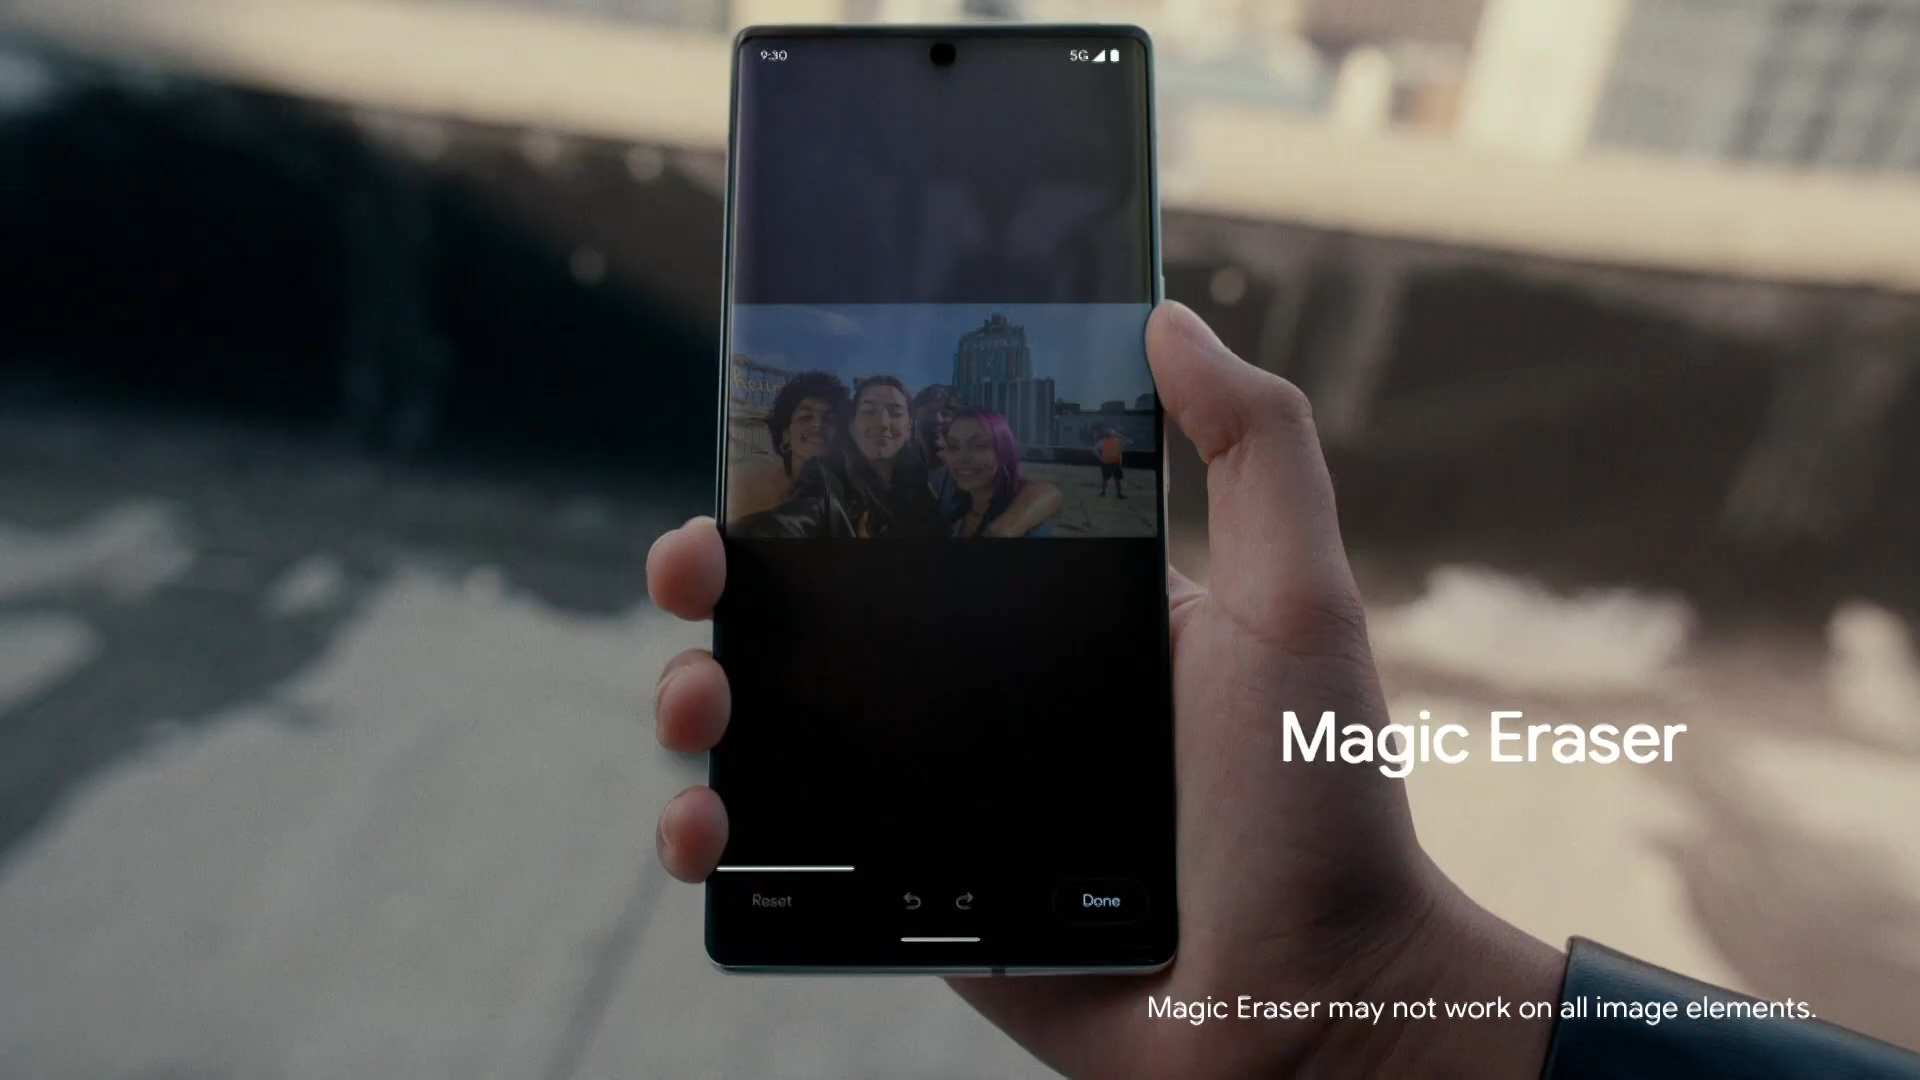 9:30
5G
Reset
Done
Magic Eraser
Magic Eraser may not work on all image elements.